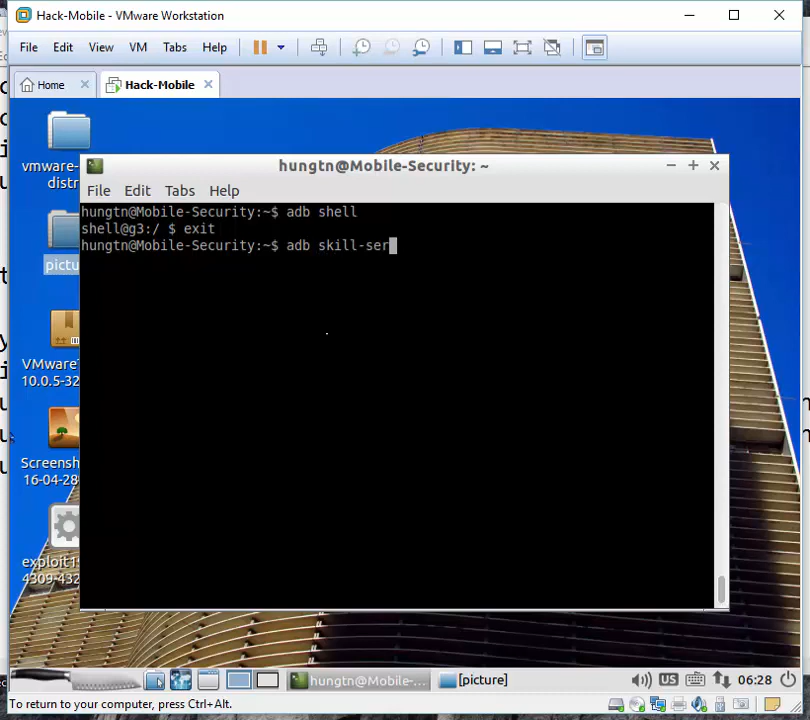 Hack-Mobile - VMware Workstation
File Edit View VM Tabs Help
Home Hack-Mobile
vmware-
distr
pictu
VMwareT
10.0.5-32
Screensh
16-04-28
exploit1
4309-432
hungtn@Mobile-Security: ~
File Edit Tabs Help
hungtn@Mobile-Security:~$ adb shell
shell@g3:/ $ exit
hungtn@Mobile-Security:~$ adb skill-ser
hungtn@Mobile-... [picture] US 06:28
To return to your computer, press Ctrl+Alt.